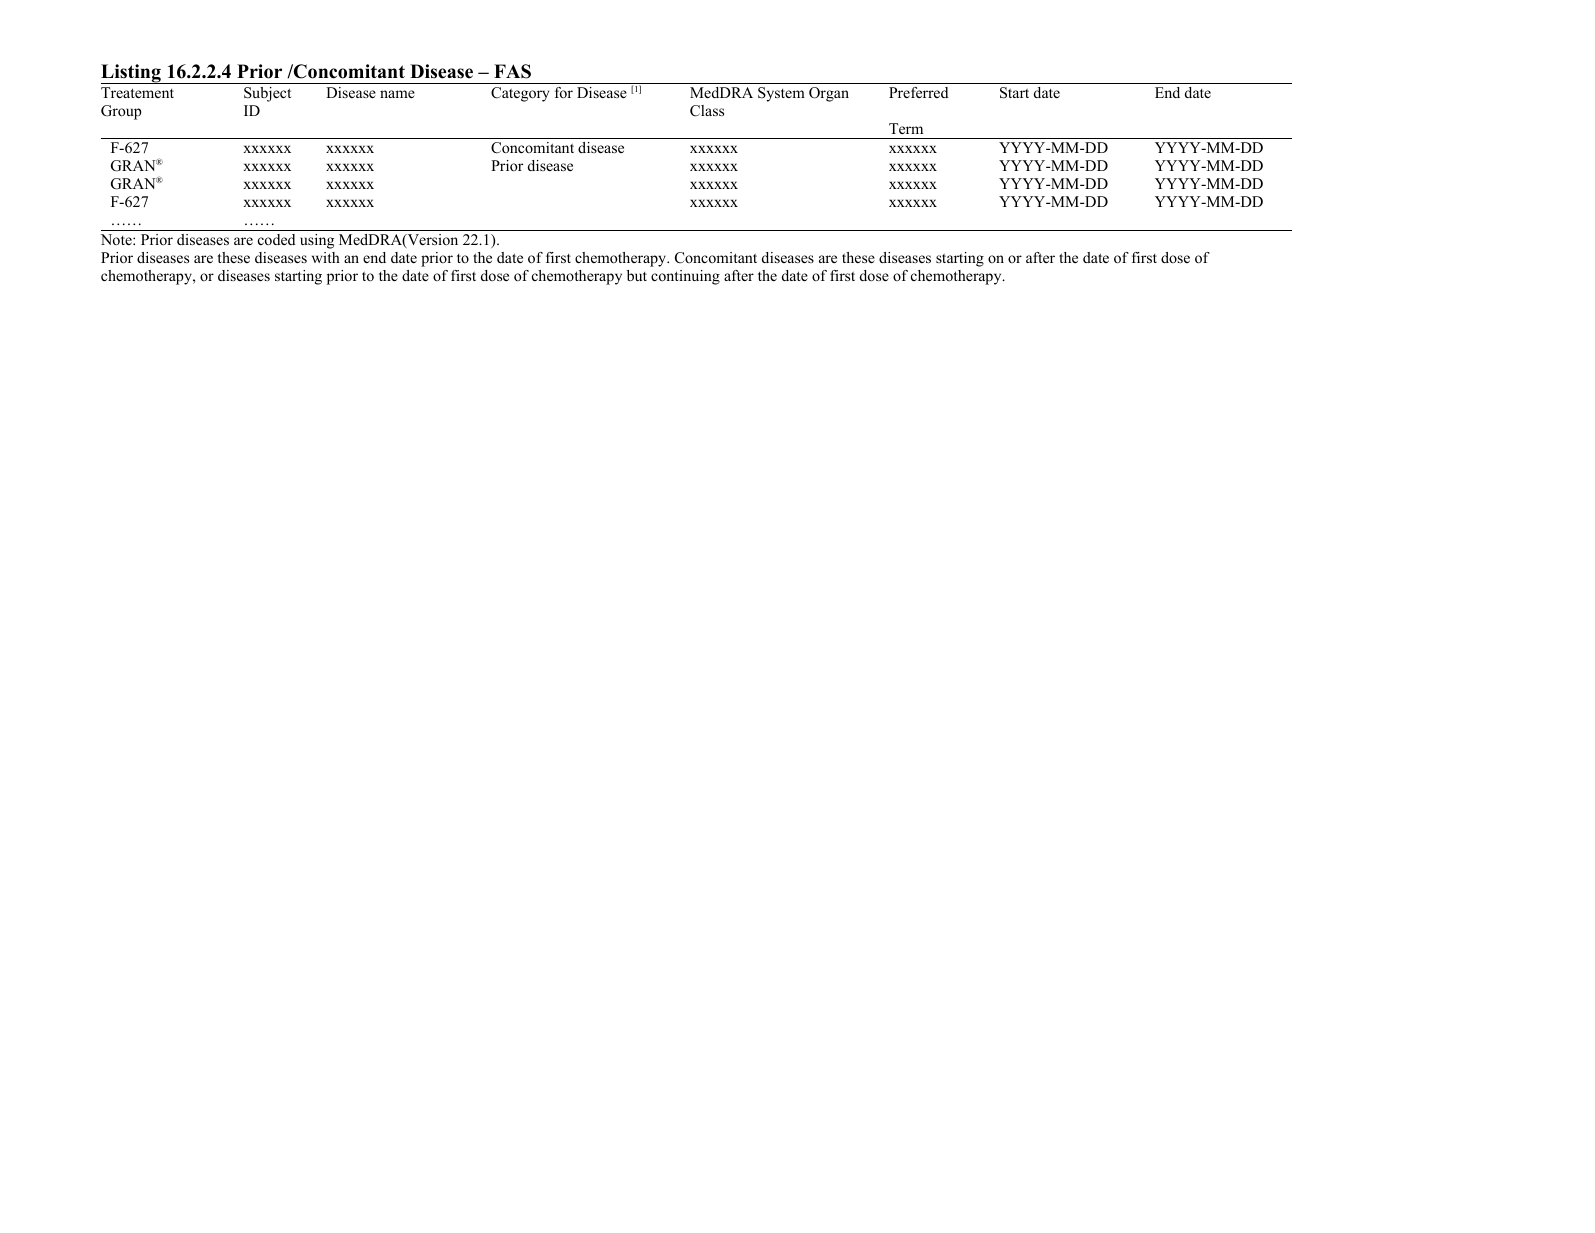 Listing 16.2.2.4 Prior /Concomitant Disease – FAS
Treatement Group Subject ID Disease name Category for Disease [1] MedDRA System Organ Class Preferred Term Start date End date
F-627 xxxxxx xxxxxx Concomitant disease xxxxxx xxxxxx YYYY-MM-DD YYYY-MM-DD
GRAN® xxxxxx xxxxxx Prior disease xxxxxx xxxxxx YYYY-MM-DD YYYY-MM-DD
GRAN® xxxxxx xxxxxx xxxxxx xxxxxx YYYY-MM-DD YYYY-MM-DD
F-627 xxxxxx xxxxxx xxxxxx xxxxxx YYYY-MM-DD YYYY-MM-DD
…… ……
Note: Prior diseases are coded using MedDRA(Version 22.1).
Prior diseases are these diseases with an end date prior to the date of first chemotherapy. Concomitant diseases are these diseases starting on or after the date of first dose of
chemotherapy, or diseases starting prior to the date of first dose of chemotherapy but continuing after the date of first dose of chemotherapy.